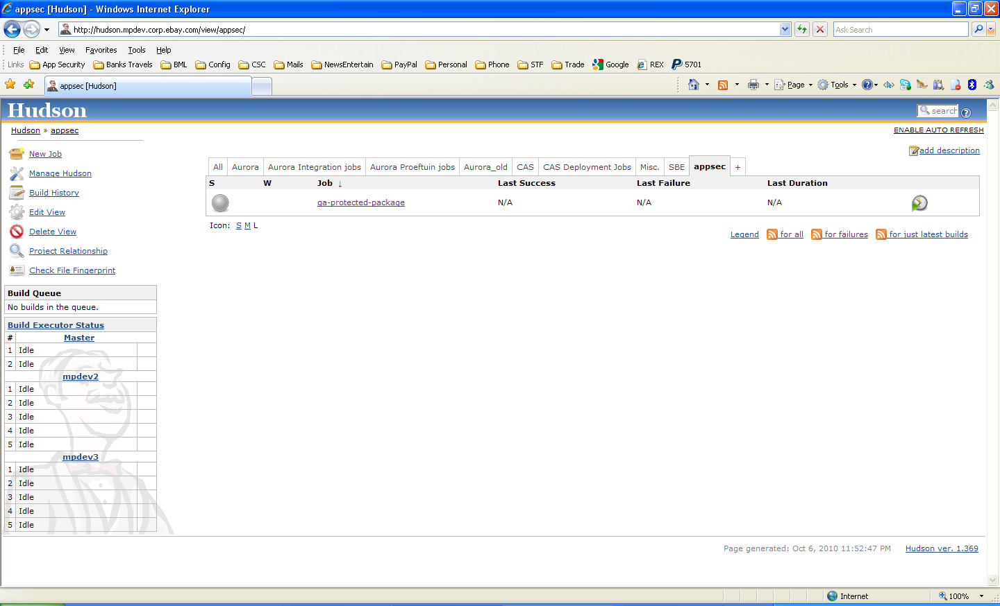 appsec [Hudson] - Windows Internet Explorer
http://hudson.mpdev.corp.ebay.com/view/appsec/
Ask Search
File Edit View Favorites Tools Help
Links App Security Banks Travels BML Config CSC Mails NewsEntertain PayPal Personal Phone STF Trade Google REX 5701
appsec [Hudson]
Page Tools
Hudson
search
Hudson » appsec
ENABLE AUTO REFRESH
add description
New Job
Manage Hudson
Build History
Edit View
Delete View
Project Relationship
Check File Fingerprint
Build Queue
No builds in the queue.
Build Executor Status
# Master
1 Idle
2 Idle
mpdev2
1 Idle
2 Idle
3 Idle
4 Idle
5 Idle
mpdev3
1 Idle
2 Idle
3 Idle
4 Idle
5 Idle
All Aurora Aurora Integration jobs Aurora Proeftuin jobs Aurora_old CAS CAS Deployment Jobs Misc. SBE appsec +
S W Job ↓ Last Success Last Failure Last Duration
qa-protected-package N/A N/A N/A
Icon: S M L
Legend for all for failures for just latest builds
Page generated: Oct 6, 2010 11:52:47 PM Hudson ver. 1.369
Internet 100%